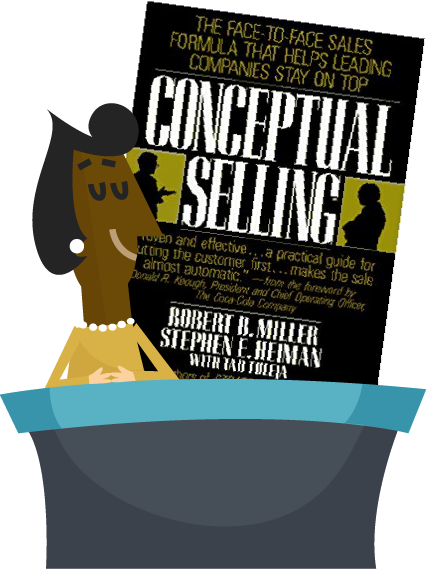 THE FACE-TO-FACE SALES
FORMULA THAT HELPS LEADING
COMPANIES STAY ON TOP
CONCEPTUAL
SELLING
roven and effective...a practical guide for
utting the customer first...makes the sale
almost automatic." —from the foreword by
Donald R. Keough, President and Chief Operating Officer,
The Coca-Cola Company
ROBERT B. MILLER
STEPHEN E. HEIMAN
WITH TAD TULEJA